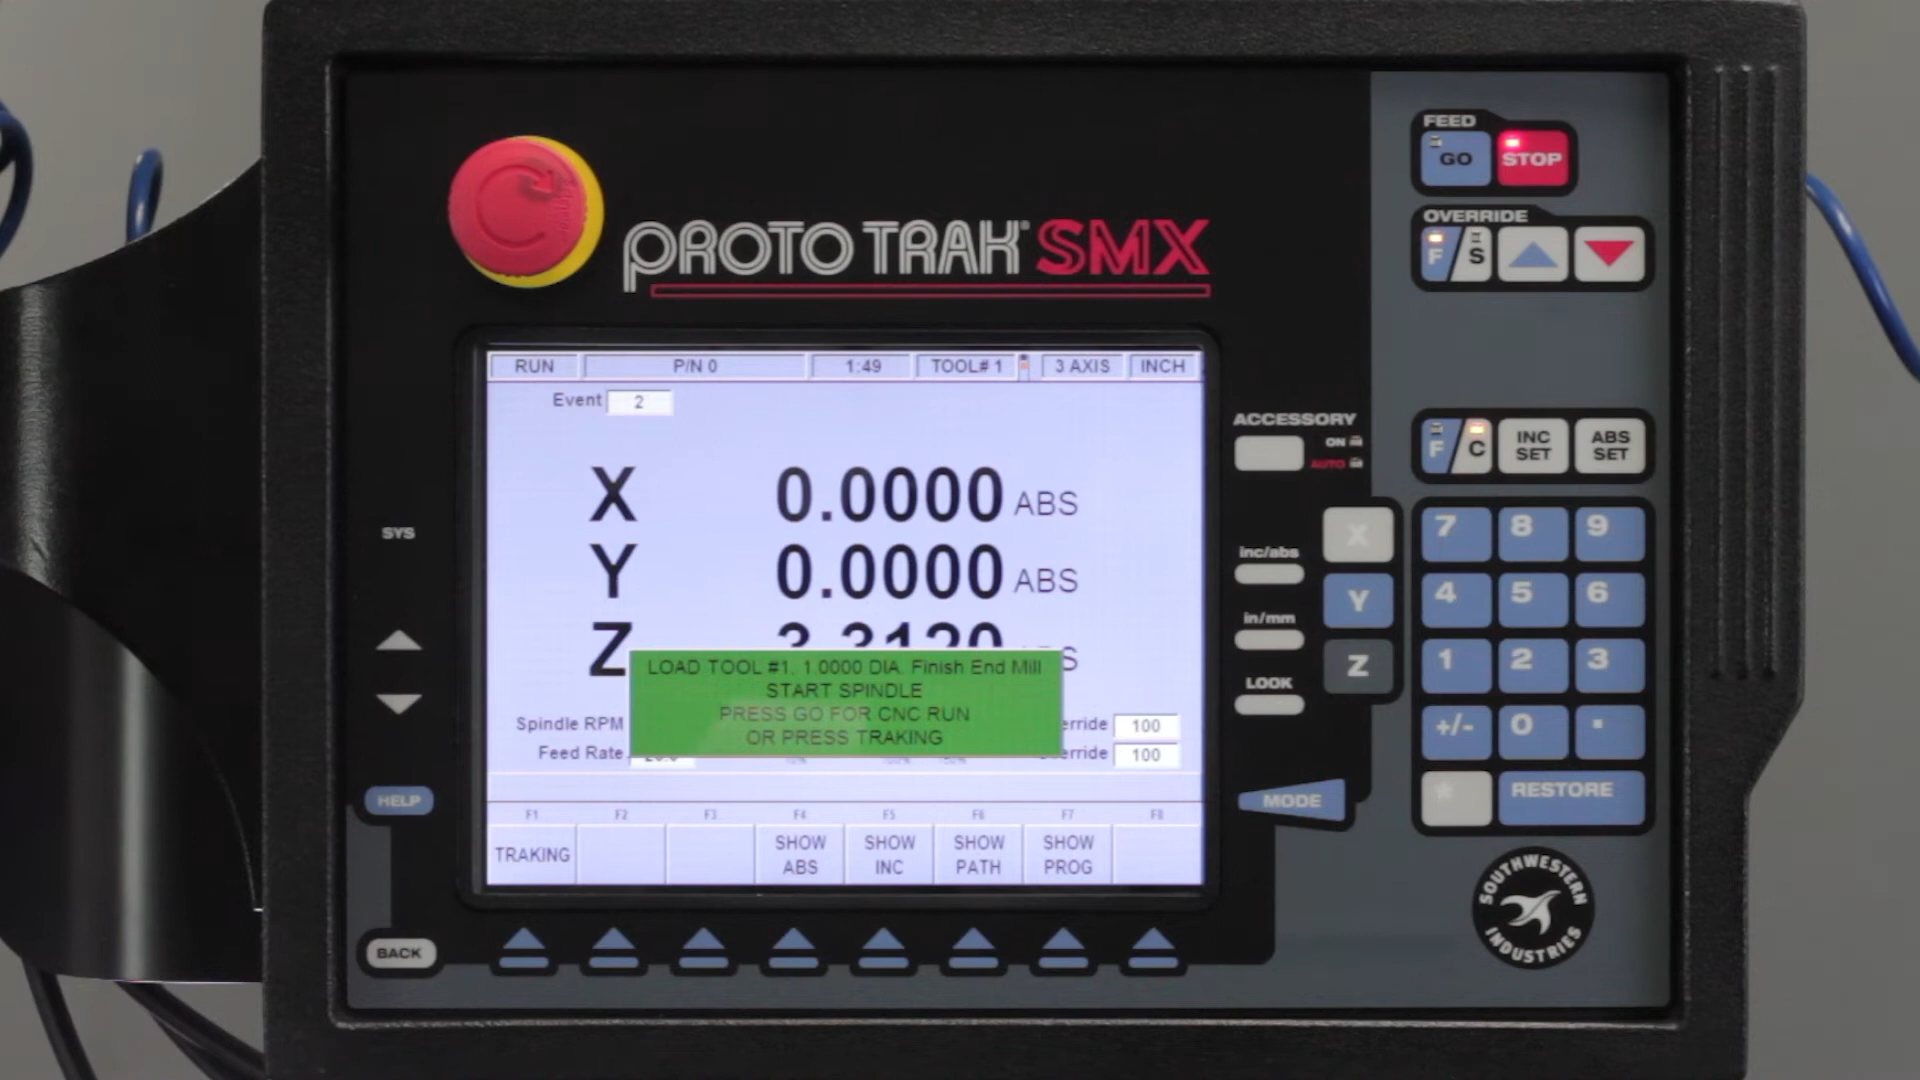 FEED
GO STOP
OVERRIDE
F S
PROTO TRAK® SMX
RUN P/N 0 1:49 TOOL# 1 3 AXIS INCH
Event 2
X 0.0000 ABS
Y 0.0000 ABS
Z
LOAD TOOL #1. 1.0000 DIA. Finish End Mill
START SPINDLE
PRESS GO FOR CNC RUN
OR PRESS TRAKING
Spindle RPM erride 100
Feed Rate erride 100
F1 F2 F3 F4 F5 F6 F7 F8
TRAKING SHOW ABS SHOW INC SHOW PATH SHOW PROG
SYS
HELP
BACK
ACCESSORY
ON
AUTO
inc/abs
in/mm
LOOK
MODE
F C INC SET ABS SET
X 7 8 9
Y 4 5 6
Z 1 2 3
+/- 0 .
* RESTORE
SOUTHWESTERN
INDUSTRIES